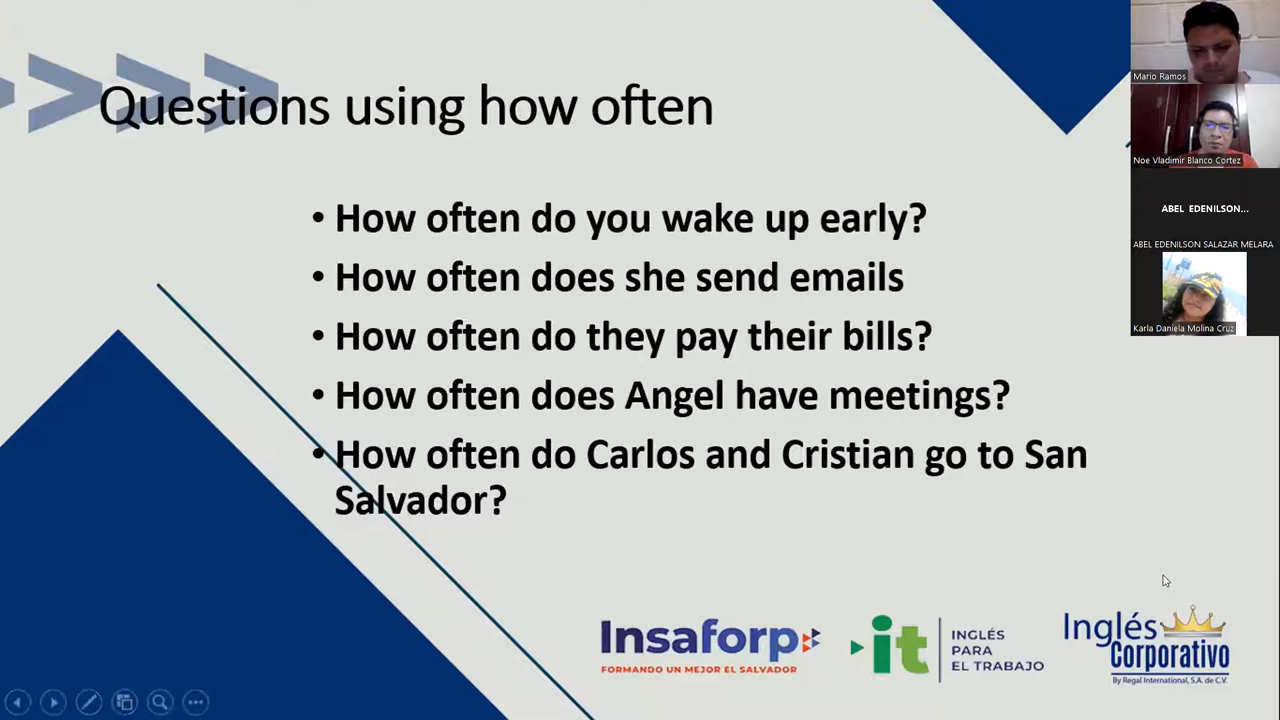 Questions using how often
• How often do you wake up early?
• How often does she send emails
• How often do they pay their bills?
• How often does Angel have meetings?
• How often do Carlos and Cristian go to San
Salvador?
Mario Ramos
Noe Vladimir Blanco Cortez
ABEL EDENILSON...
ABEL EDENILSON SALAZAR MELARA
Karla Daniela Molina Cruz
Insaforp
FORMANDO UN MEJOR EL SALVADOR
it
INGLÉS
PARA
EL TRABAJO
Inglés
Corporativo
By Regal International, S.A. de C.V.